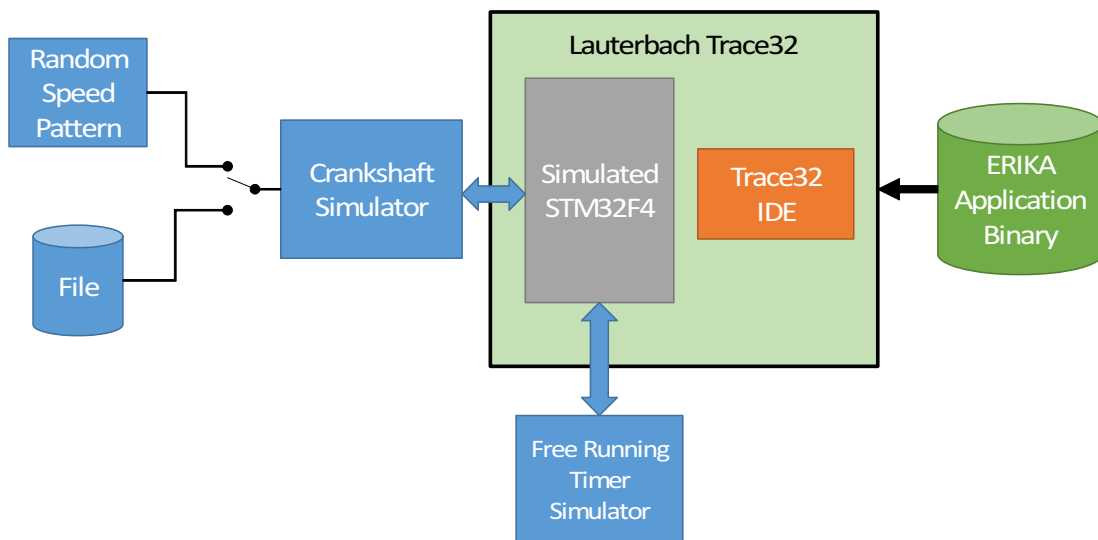 Random
Speed
Pattern
File
Crankshaft
Simulator
Lauterbach Trace32
Simulated
STM32F4
Trace32
IDE
ERIKA
Application
Binary
Free Running
Timer
Simulator